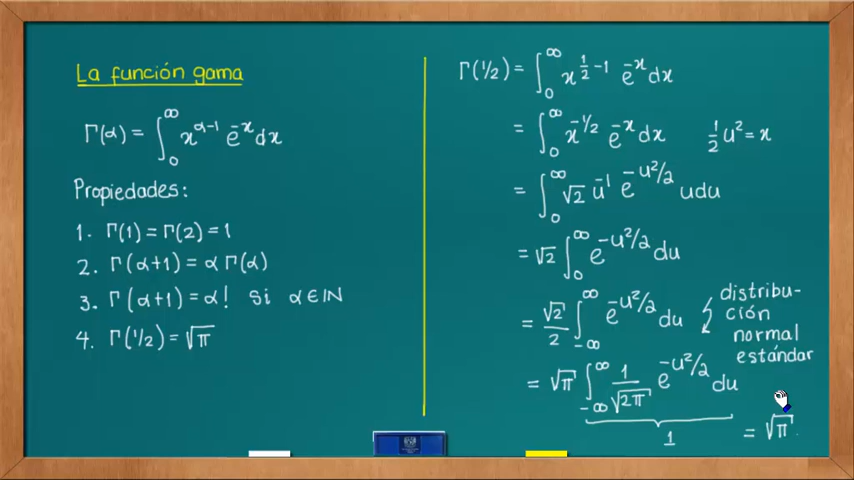 La función gama
Γ(α) = ∫₀^∞ x^(α-1) e^(-x) dx
Propiedades:
1. Γ(1) = Γ(2) = 1
2. Γ(α+1) = α Γ(α)
3. Γ(α+1) = α! si α ∈ ℕ
4. Γ(1/2) = √π
Γ(1/2) = ∫₀^∞ x^(1/2 - 1) e^(-x) dx
= ∫₀^∞ x^(-1/2) e^(-x) dx   1/2 u² = x
= ∫₀^∞ √2 u^(-1) e^(-u²/2) u du
= √2 ∫₀^∞ e^(-u²/2) du
= √2/2 ∫_(-∞)^∞ e^(-u²/2) du
distribu-
ción
normal
estándar
= √π ∫_(-∞)^∞ 1/√(2π) e^(-u²/2) du
1
= √π.